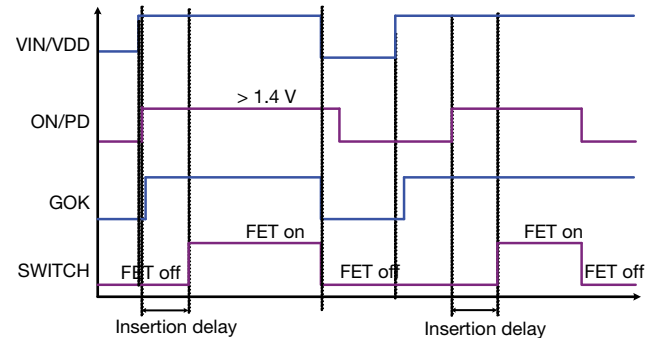 VIN/VDD
> 1.4 V
ON/PD
GOK
FET on
FET on
SWITCH
FET off
FET off
FET off
Insertion delay
Insertion delay